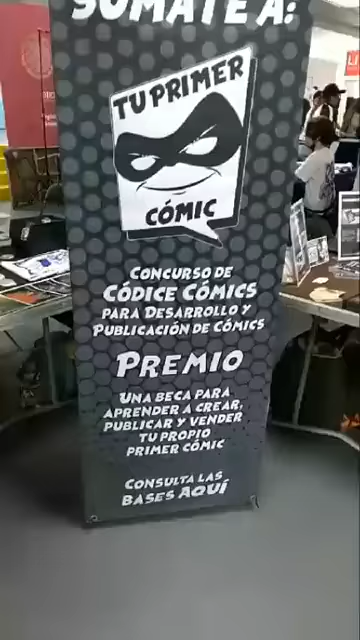 SÚMATE A:
TU PRIMER
CÓMIC
CONCURSO DE
CÓDICE CÓMICS
PARA DESARROLLO Y
PUBLICACIÓN DE CÓMICS
PREMIO
UNA BECA PARA
APRENDER A CREAR,
PUBLICAR Y VENDER
TU PROPIO
PRIMER CÓMIC
CONSULTA LAS
BASES AQUÍ